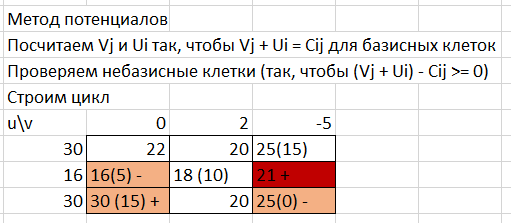 Метод потенциалов
Посчитаем Vj и Ui так, чтобы Vj + Ui = Cij для базисных клеток
Проверяем небазисные клетки (так, чтобы (Vj + Ui) - Cij >= 0)
Строим цикл
u\v 0 2 -5
30 22 20 25(15)
16 16(5) - 18 (10) 21 +
30 30 (15) + 20 25(0) -